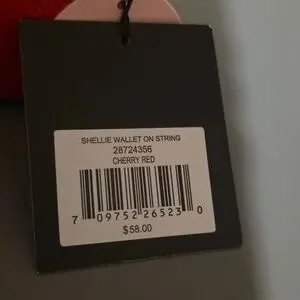 SHELLIE WALLET ON STRING
28724356
CHERRY RED
7 09752 26523 0
$58.00